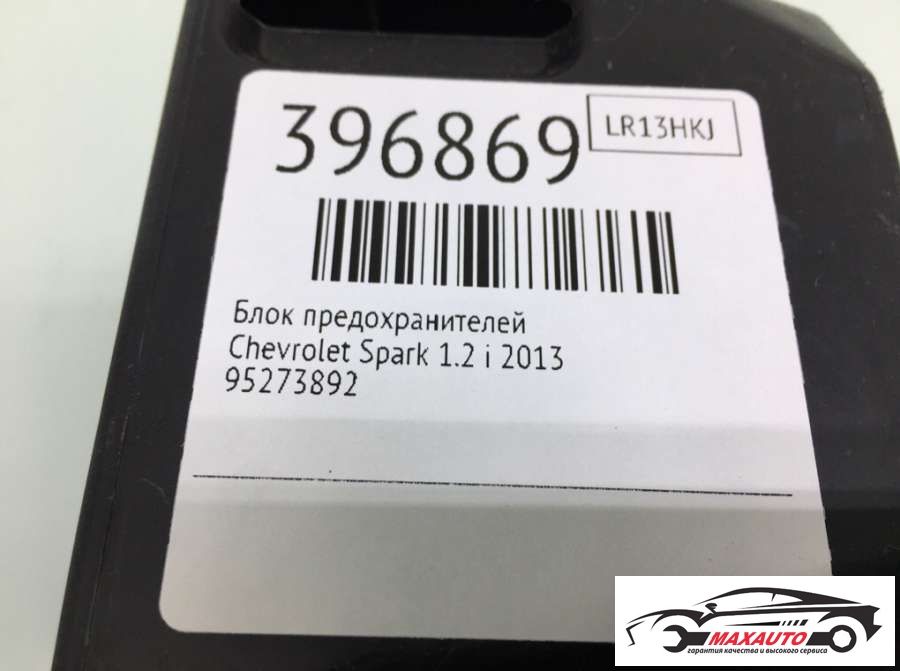 396869
LR13HKJ
Блок предохранителей
Chevrolet Spark 1.2 i 2013
95273892
MAXAUTO
гарантия качества и высокого сервиса